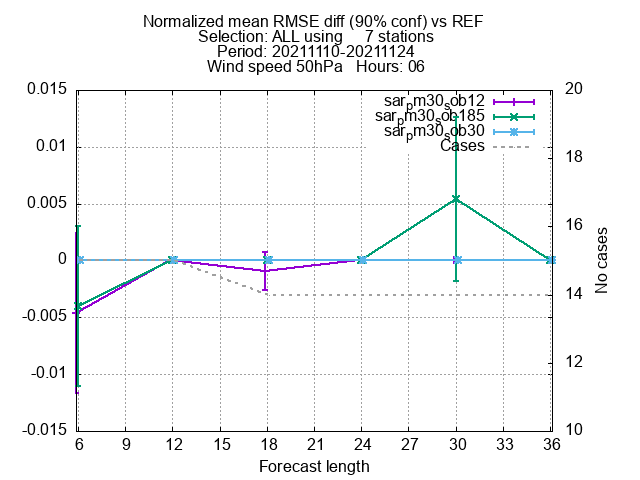 Normalized mean RMSE diff (90% conf) vs REF
Selection: ALL using     7 stations
Period: 20211110-20211124
Wind speed 50hPa   Hours: 06
sar_pm30_sob12
sar_pm30_sob185
sar_pm30_sob30
Cases
0.015
0.01
0.005
0
-0.005
-0.01
-0.015
20
18
16
14
12
10
No cases
6 9 12 15 18 21 24 27 30 33 36
Forecast length